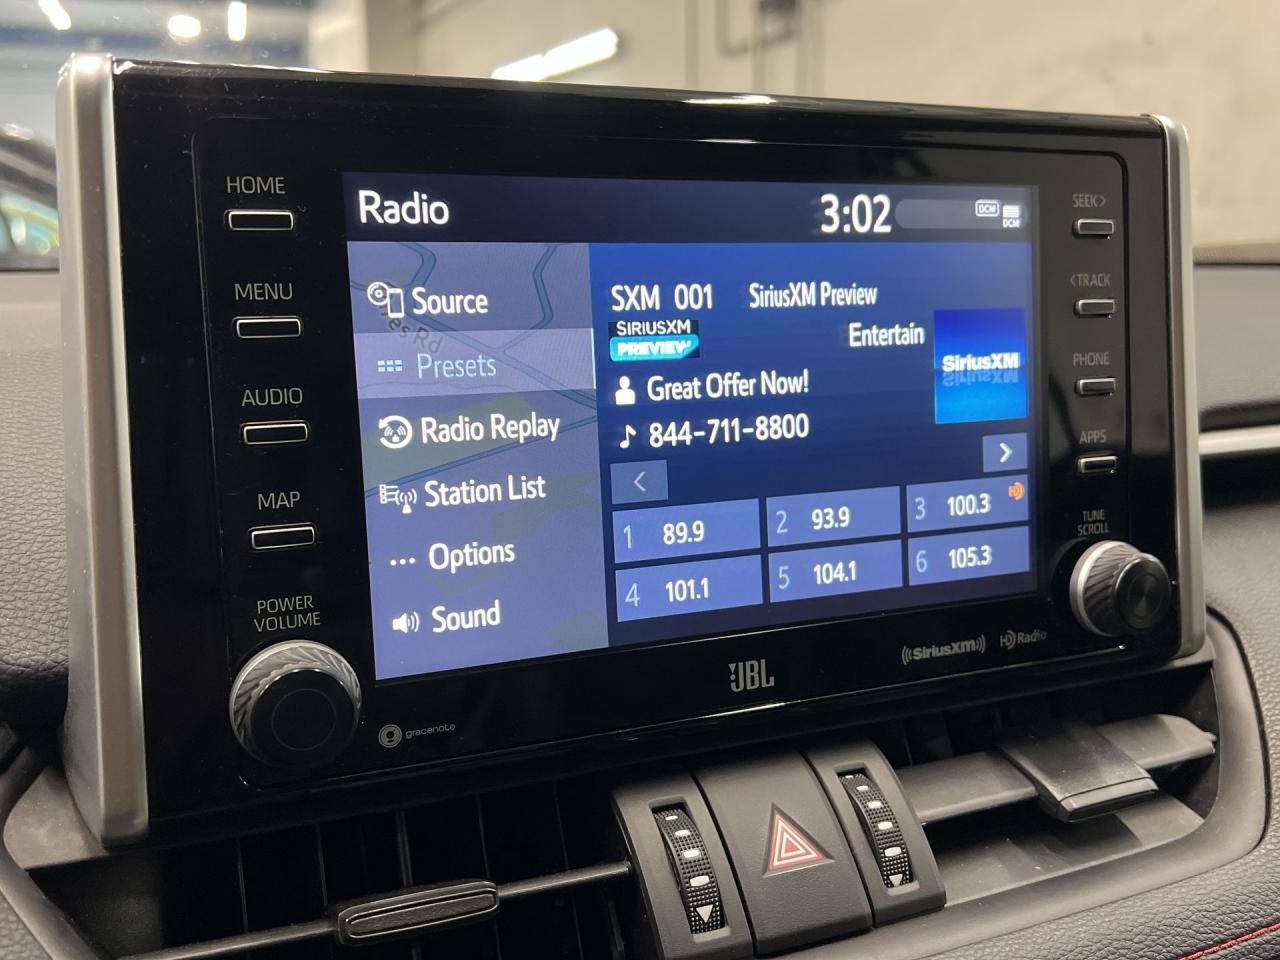 HOME
MENU
AUDIO
MAP
POWER
VOLUME
Radio
3:02
DCM
DCM
Source
Presets
Radio Replay
Station List
Options
Sound
SXM 001 SiriusXM Preview
SIRIUSXM
PREVIEW
Entertain
SiriusXM
Great Offer Now!
844-711-8800
<
>
1 89.9
2 93.9
3 100.3
4 101.1
5 104.1
6 105.3
SEEK >
< TRACK
PHONE
APPS
TUNE
SCROLL
gracenote
JBL
SiriusXM
HD Radio